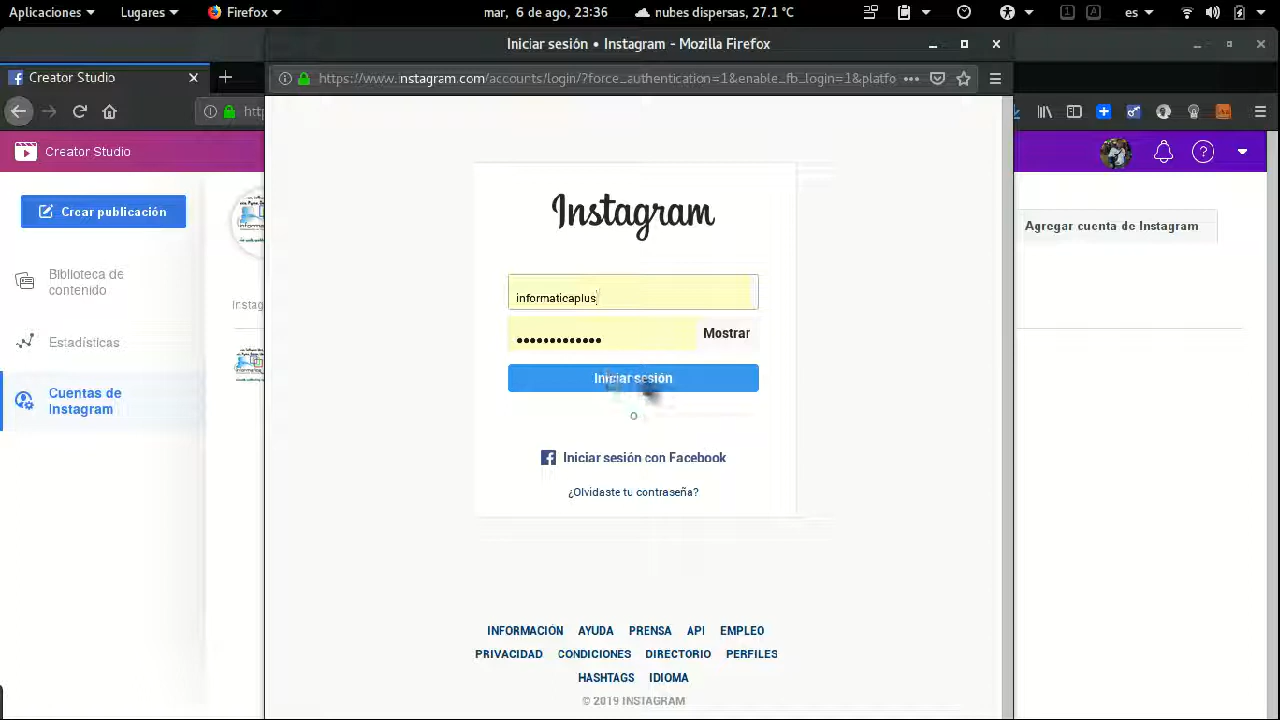 Aplicaciones Lugares Firefox mar, 6 de ago, 23:36 nubes dispersas, 27.1 °C 1 A es
Iniciar sesión • Instagram - Mozilla Firefox
Creator Studio
https://www.instagram.com/accounts/login/?force_authentication=1&enable_fb_login=1&platfo
Creator Studio
Crear publicación
Agregar cuenta de Instagram
Biblioteca de
contenido
Estadísticas
Cuentas de
Instagram
Instagram
informaticaplus
Mostrar
Iniciar sesión
O
Iniciar sesión con Facebook
¿Olvidaste tu contraseña?
INFORMACIÓN AYUDA PRENSA API EMPLEO
PRIVACIDAD CONDICIONES DIRECTORIO PERFILES
HASHTAGS IDIOMA
© 2019 INSTAGRAM